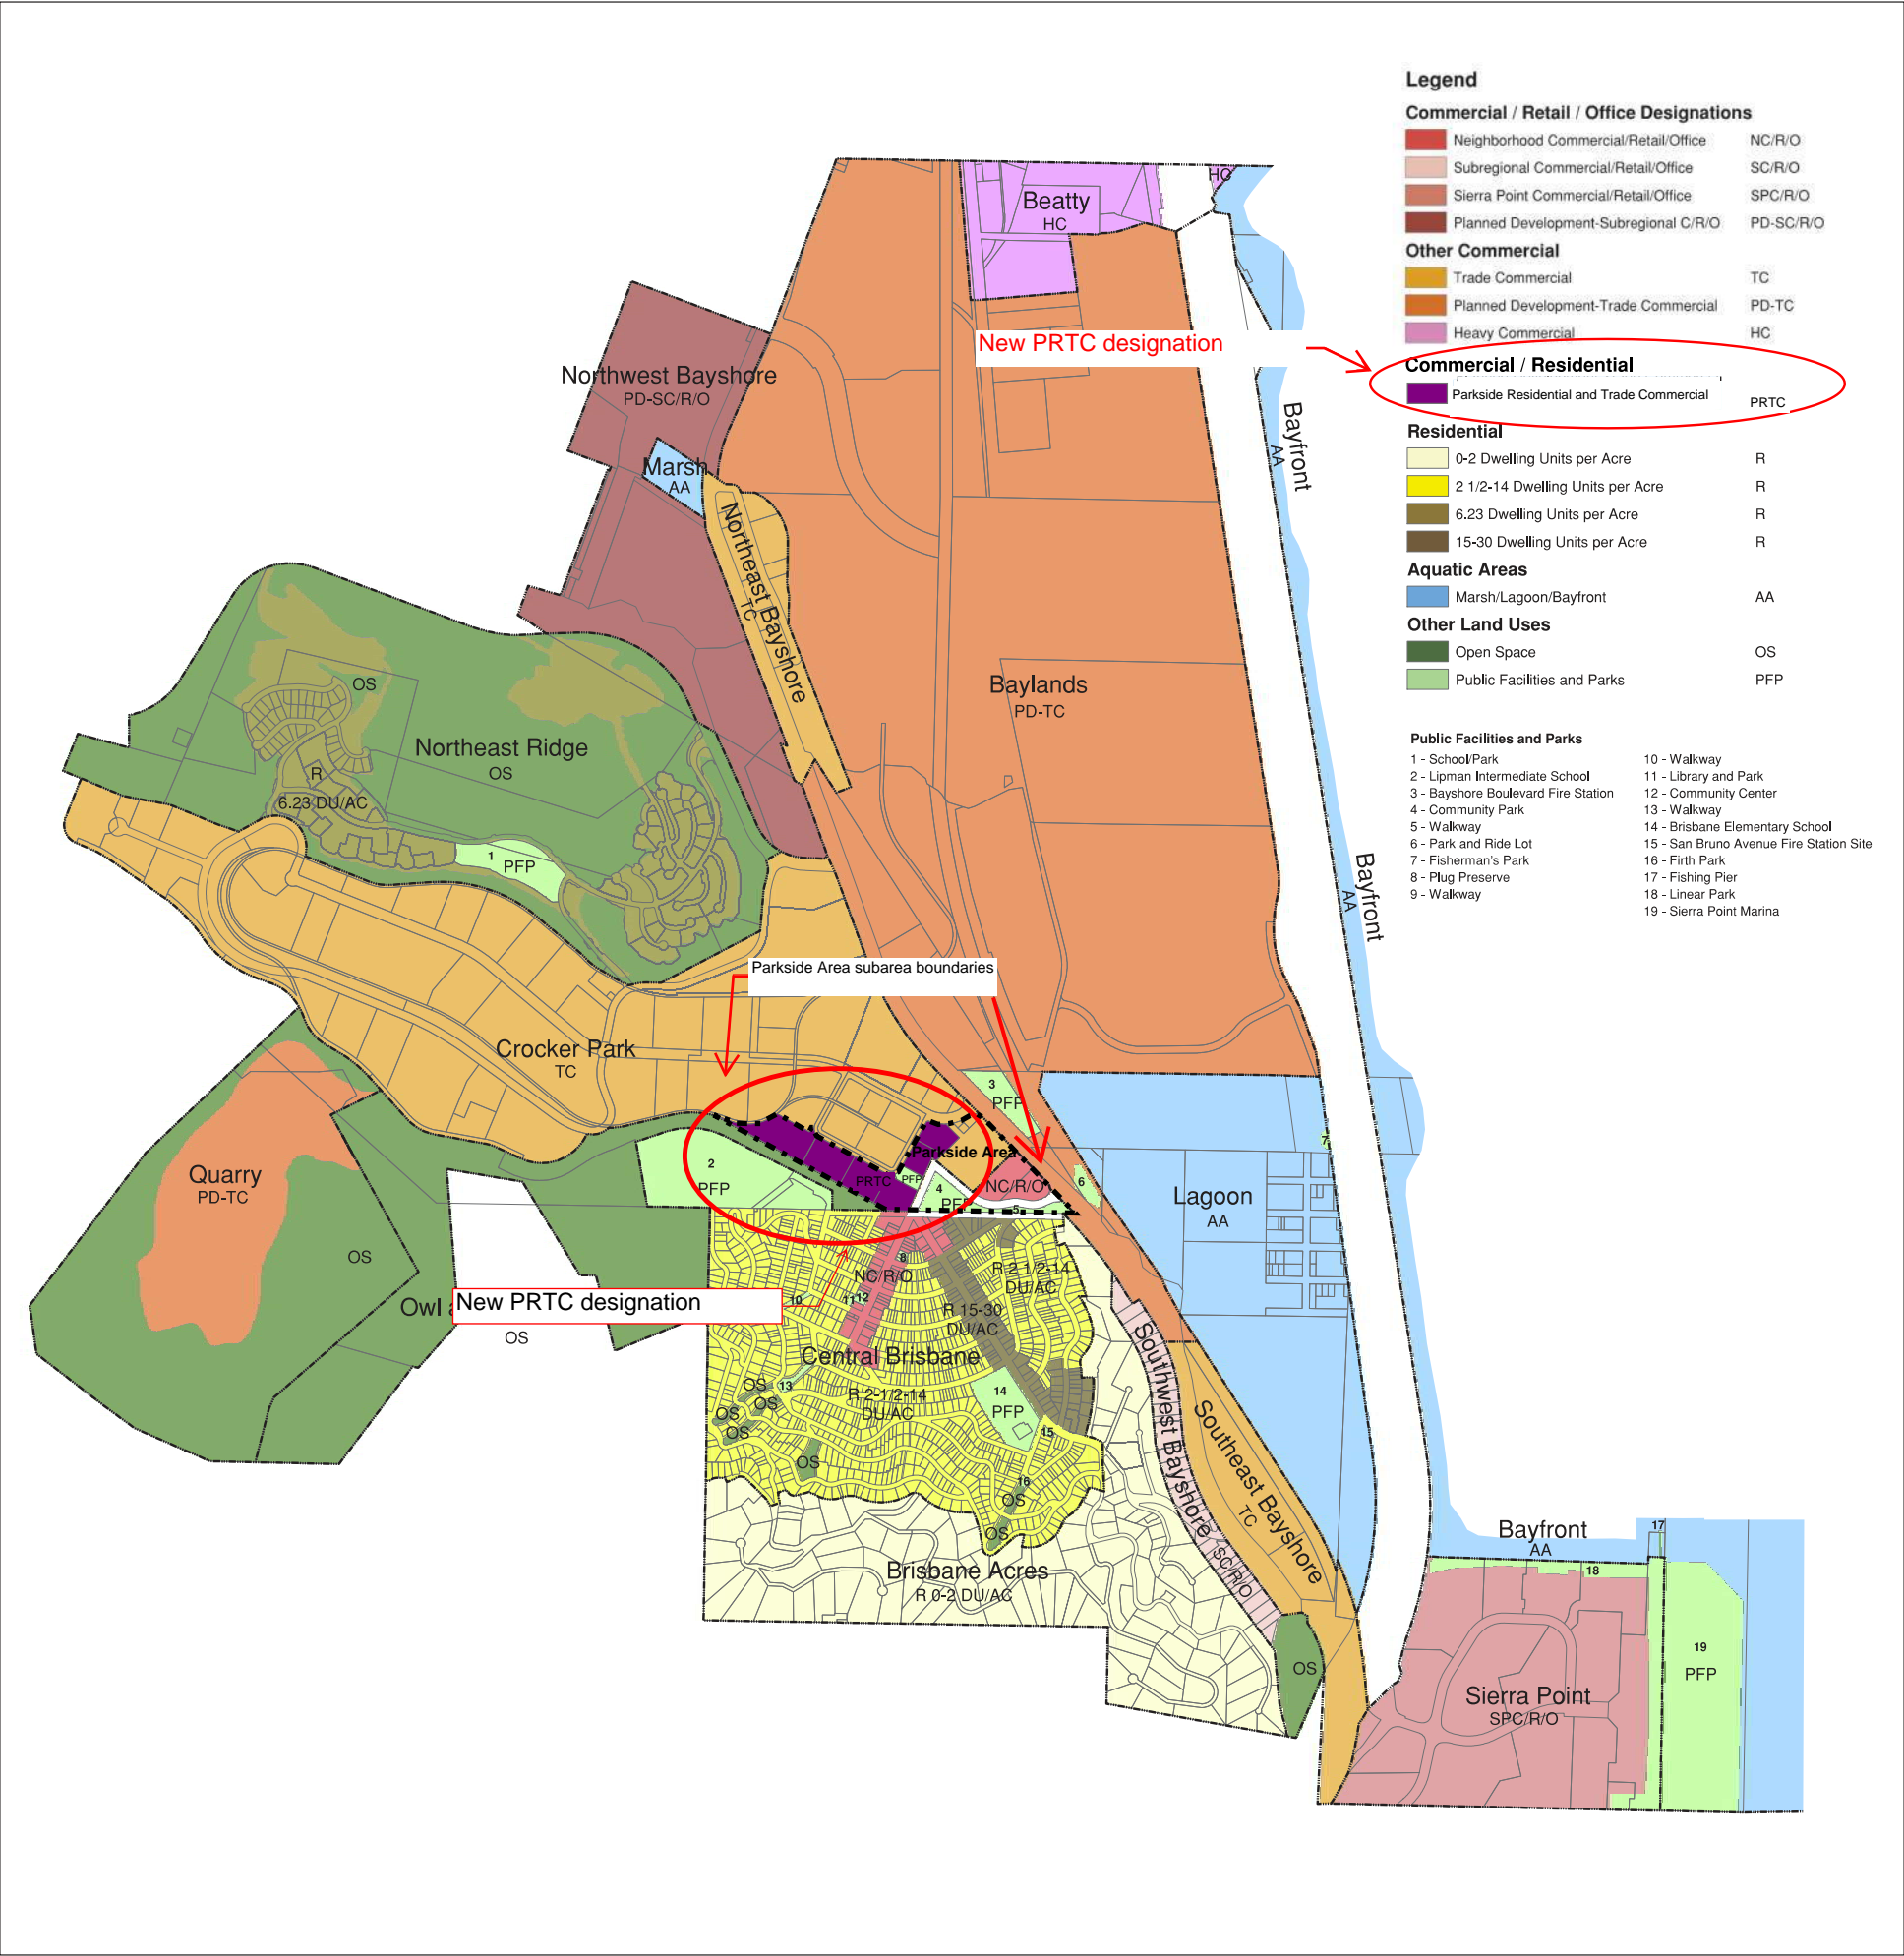 Legend
Commercial / Retail / Office Designations
Neighborhood Commercial/Retail/Office NC/R/O
Subregional Commercial/Retail/Office SC/R/O
Sierra Point Commercial/Retail/Office SPC/R/O
Planned Development-Subregional C/R/O PD-SC/R/O
Other Commercial
Trade Commercial TC
Planned Development-Trade Commercial PD-TC
Heavy Commercial HC
Commercial / Residential
Parkside Residential and Trade Commercial PRTC
Residential
0-2 Dwelling Units per Acre R
2 1/2-14 Dwelling Units per Acre R
6.23 Dwelling Units per Acre R
15-30 Dwelling Units per Acre R
Aquatic Areas
Marsh/Lagoon/Bayfront AA
Other Land Uses
Open Space OS
Public Facilities and Parks PFP
Public Facilities and Parks
1 - School/Park
2 - Lipman Intermediate School
3 - Bayshore Boulevard Fire Station
4 - Community Park
5 - Walkway
6 - Park and Ride Lot
7 - Fisherman's Park
8 - Plug Preserve
9 - Walkway
10 - Walkway
11 - Library and Park
12 - Community Center
13 - Walkway
14 - Brisbane Elementary School
15 - San Bruno Avenue Fire Station Site
16 - Firth Park
17 - Fishing Pier
18 - Linear Park
19 - Sierra Point Marina
HC
Beatty
HC
New PRTC designation
Northwest Bayshore
PD-SC/R/O
Marsh
AA
Northeast Bayshore
TC
Bayfront
AA
Baylands
PD-TC
OS
Northeast Ridge
OS
R
6.23 DU/AC
1
PFP
Bayfront
AA
Parkside Area subarea boundaries
Crocker Park
TC
3
PFP
7
Quarry
PD-TC
2
PFP
Parkside Area
PRTC
PFP
4
PFP
NC/R/O
5
6
Lagoon
AA
OS
8
NC/R/O
R 2 1/2-14
DU/AC
New PRTC designation
Owl
OS
10
11
12
R 15-30
DU/AC
Central Brisbane
OS
13
OS
OS
OS
R 2-1/2-14
DU/AC
14
PFP
15
OS
16
OS
OS
Southwest Bayshore
SC/R/O
Southeast Bayshore
TC
Brisbane Acres
R 0-2 DU/AC
OS
Bayfront
AA
17
18
19
PFP
Sierra Point
SPC/R/O